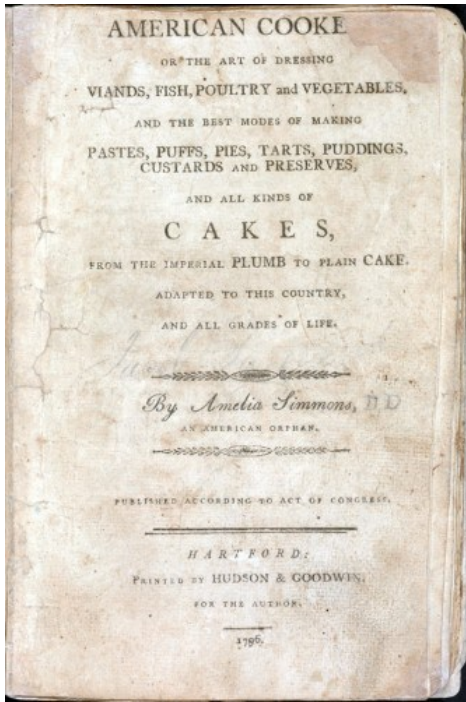 AMERICAN COOKE
OR THE ART OF DRESSING
VIANDS, FISH, POULTRY and VEGETABLES,
AND THE BEST MODES OF MAKING
PASTES, PUFFS, PIES, TARTS, PUDDINGS,
CUSTARDS AND PRESERVES,
AND ALL KINDS OF
CAKES,
FROM THE IMPERIAL PLUMB TO PLAIN CAKE.
ADAPTED TO THIS COUNTRY,
AND ALL GRADES OF LIFE.
By Amelia Simmons,
AN AMERICAN ORPHAN.
PUBLISHED ACCORDING TO ACT OF CONGRESS.
HARTFORD:
PRINTED BY HUDSON & GOODWIN.
FOR THE AUTHOR.
1796.